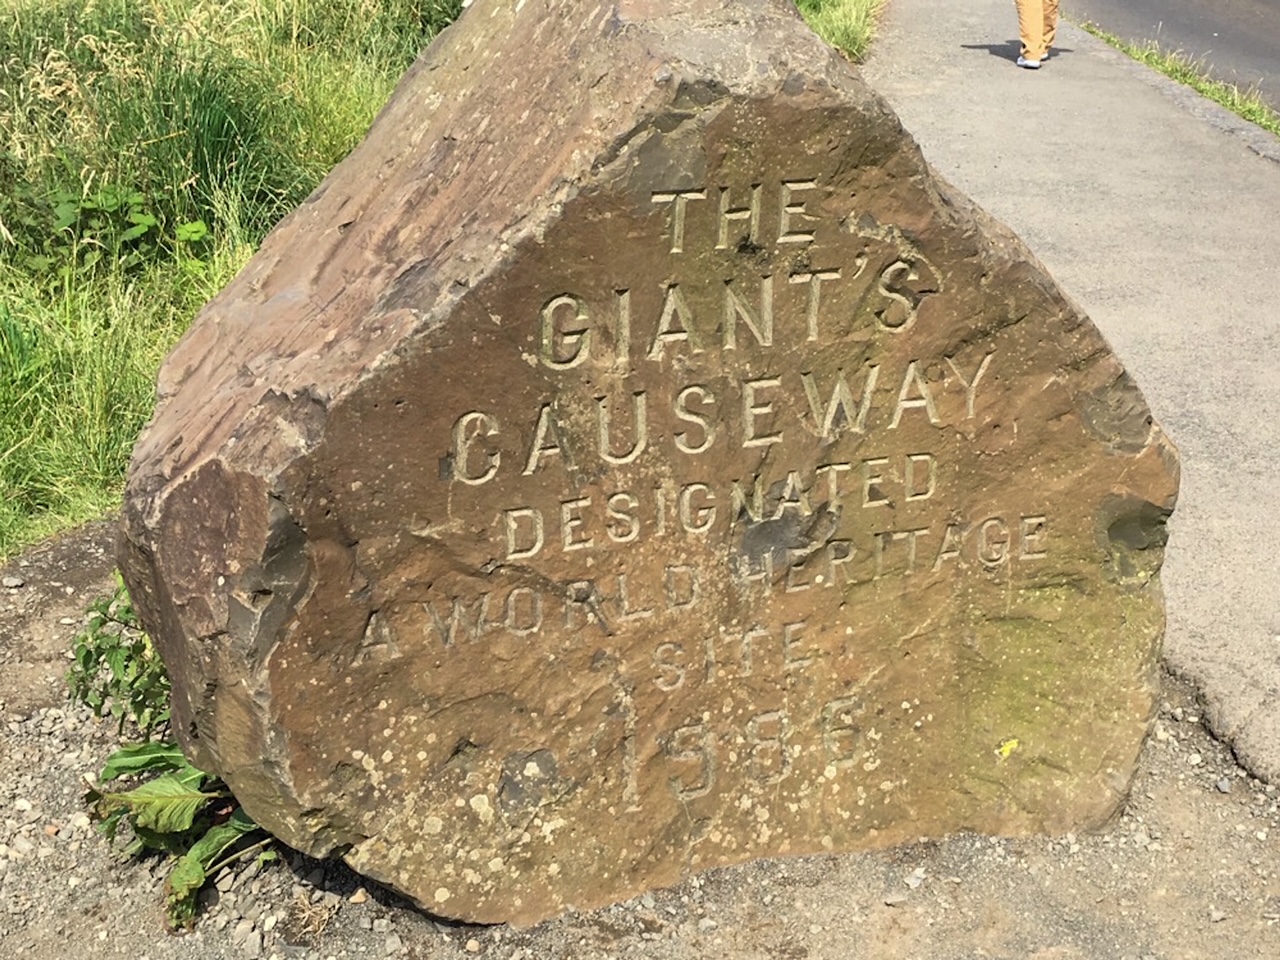 THE
GIANT'S
CAUSEWAY
DESIGNATED
A WORLD HERITAGE
SITE
1986